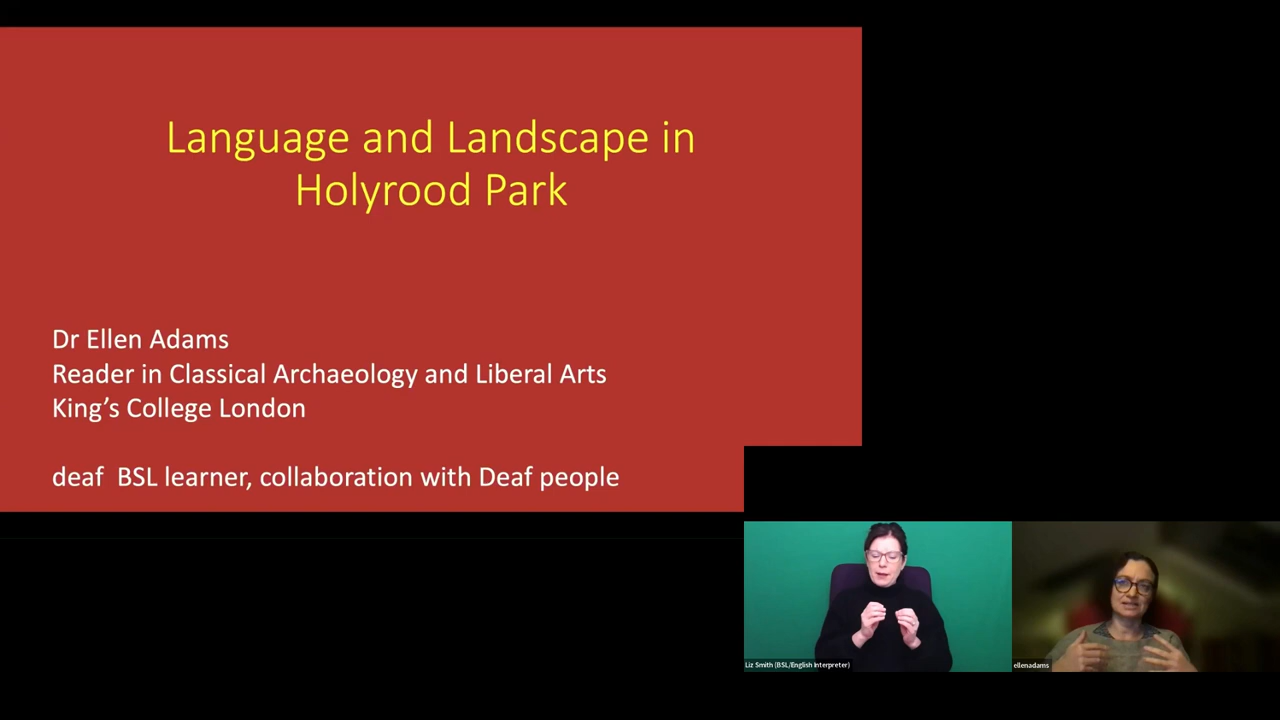 Language and Landscape in
Holyrood Park
Dr Ellen Adams
Reader in Classical Archaeology and Liberal Arts
King’s College London
deaf  BSL learner, collaboration with Deaf people
Liz Smith (BSL/English Interpreter)
ellenadams